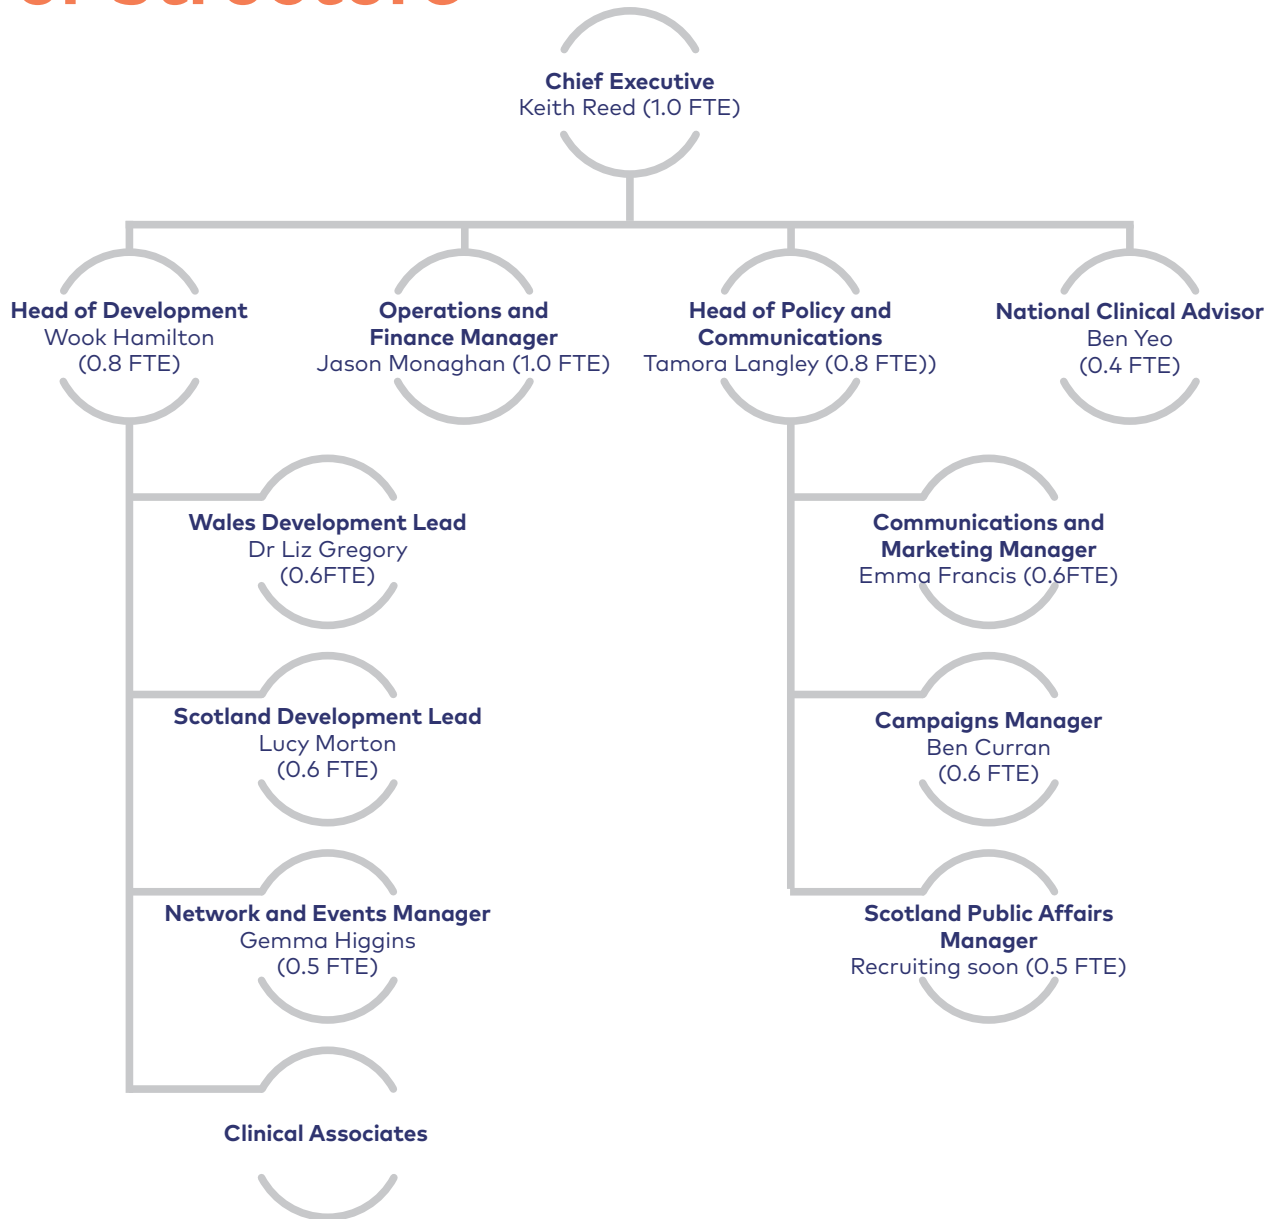 Chief Executive
Keith Reed (1.0 FTE)
Head of Development
Wook Hamilton
(0.8 FTE)
Operations and
Finance Manager
Jason Monaghan (1.0 FTE)
Head of Policy and
Communications
Tamora Langley (0.8 FTE))
National Clinical Advisor
Ben Yeo
(0.4 FTE)
Wales Development Lead
Dr Liz Gregory
(0.6FTE)
Scotland Development Lead
Lucy Morton
(0.6 FTE)
Network and Events Manager
Gemma Higgins
(0.5 FTE)
Clinical Associates
Communications and
Marketing Manager
Emma Francis (0.6FTE)
Campaigns Manager
Ben Curran
(0.6 FTE)
Scotland Public Affairs
Manager
Recruiting soon (0.5 FTE)